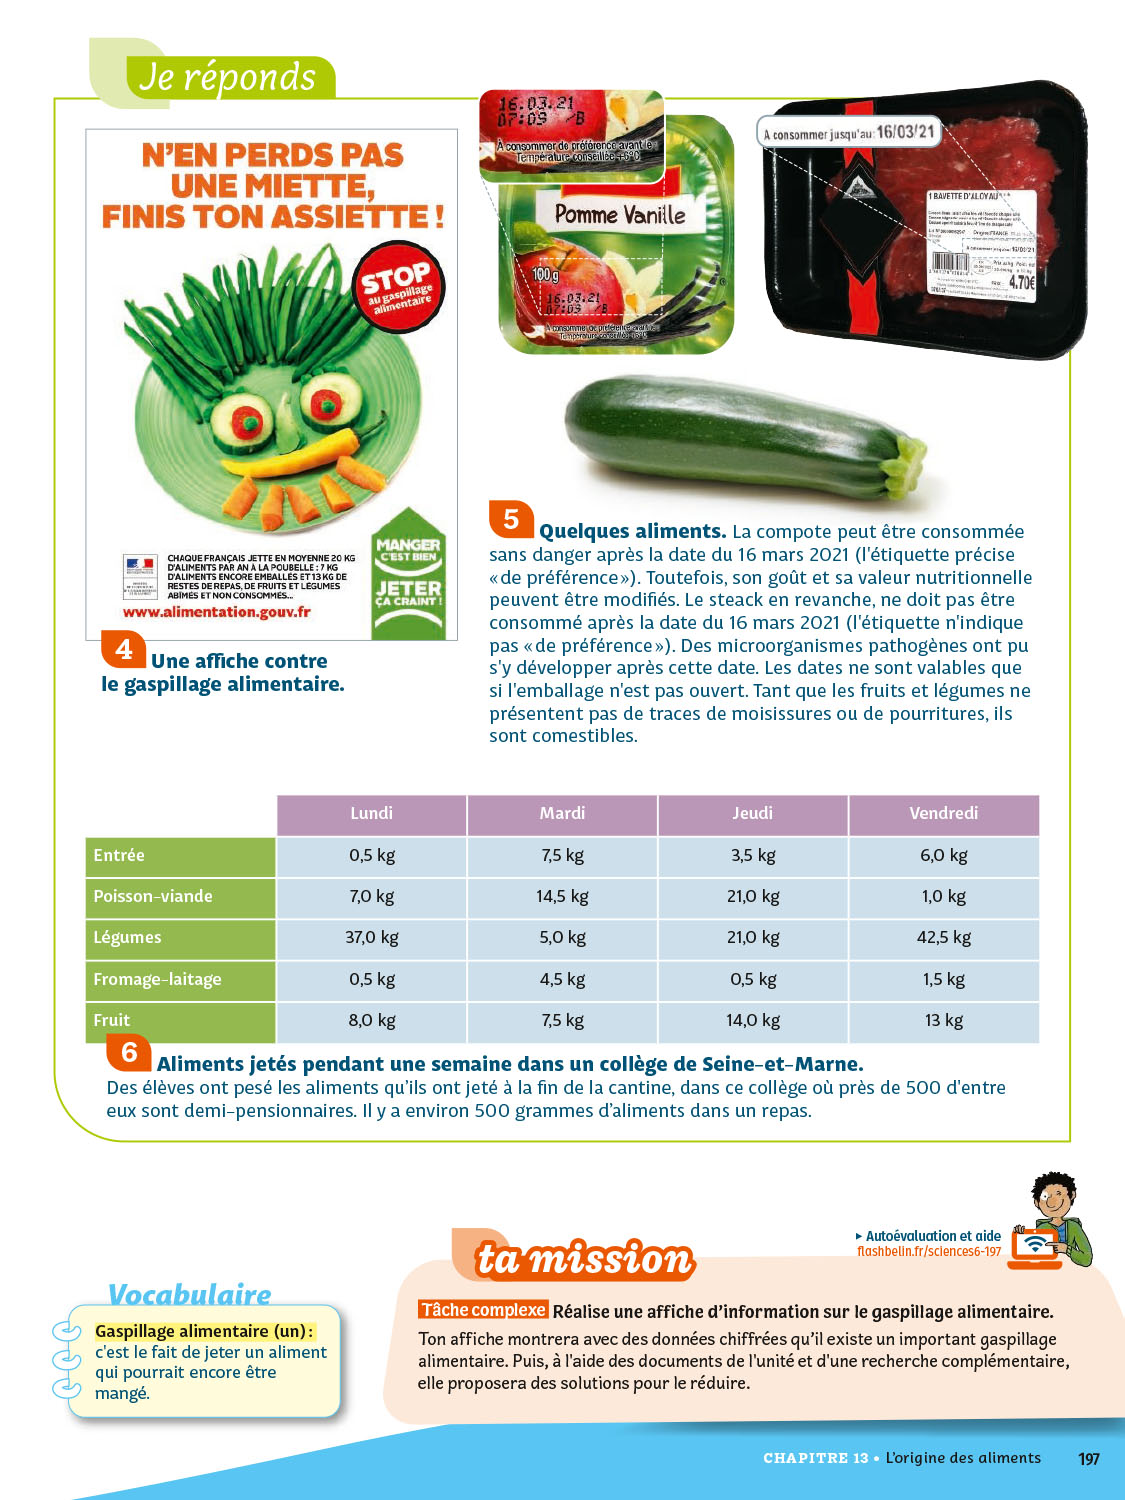 Je réponds
N'EN PERDS PAS
UNE MIETTE,
FINIS TON ASSIETTE !
STOP
au gaspillage
alimentaire
CHAQUE FRANÇAIS JETTE EN MOYENNE 20 KG
D'ALIMENTS PAR AN À LA POUBELLE : 7 KG
D'ALIMENTS ENCORE EMBALLÉS ET 13 KG DE
RESTES DE REPAS, DE FRUITS ET LÉGUMES
ABÎMÉS ET NON CONSOMMÉS...
www.alimentation.gouv.fr
MANGER
C'EST BIEN
JETER
ÇA CRAINT !
4 Une affiche contre
le gaspillage alimentaire.
16.03.21
07:09 /B
À consommer de préférence avant le
Température conseillée +6°C
Pomme Vanille
100 g
16.03.21
07:09 /B
À consommer de préférence avant le
Température conseillée +6°C
A consommer jusqu'au: 16/03/21
1 BAVETTE D'ALOYAU
Origine: FRANCE
A consommer jusqu'au: 16/03/21
4.70€
5 Quelques aliments. La compote peut être consommée
sans danger après la date du 16 mars 2021 (l'étiquette précise
« de préférence »). Toutefois, son goût et sa valeur nutritionnelle
peuvent être modifiés. Le steack en revanche, ne doit pas être
consommé après la date du 16 mars 2021 (l'étiquette n'indique
pas « de préférence »). Des microorganismes pathogènes ont pu
s'y développer après cette date. Les dates ne sont valables que
si l'emballage n'est pas ouvert. Tant que les fruits et légumes ne
présentent pas de traces de moisissures ou de pourritures, ils
sont comestibles.
Lundi Mardi Jeudi Vendredi
Entrée 0,5 kg 7,5 kg 3,5 kg 6,0 kg
Poisson-viande 7,0 kg 14,5 kg 21,0 kg 1,0 kg
Légumes 37,0 kg 5,0 kg 21,0 kg 42,5 kg
Fromage-laitage 0,5 kg 4,5 kg 0,5 kg 1,5 kg
Fruit 8,0 kg 7,5 kg 14,0 kg 13 kg
6 Aliments jetés pendant une semaine dans un collège de Seine-et-Marne.
Des élèves ont pesé les aliments qu'ils ont jeté à la fin de la cantine, dans ce collège où près de 500 d'entre
eux sont demi-pensionnaires. Il y a environ 500 grammes d'aliments dans un repas.
Vocabulaire
Gaspillage alimentaire (un) :
c'est le fait de jeter un aliment
qui pourrait encore être
mangé.
ta mission
▸ Autoévaluation et aide
flashbelin.fr/sciences6-197
Tâche complexe Réalise une affiche d'information sur le gaspillage alimentaire.
Ton affiche montrera avec des données chiffrées qu'il existe un important gaspillage
alimentaire. Puis, à l'aide des documents de l'unité et d'une recherche complémentaire,
elle proposera des solutions pour le réduire.
CHAPITRE 13 • L'origine des aliments 197